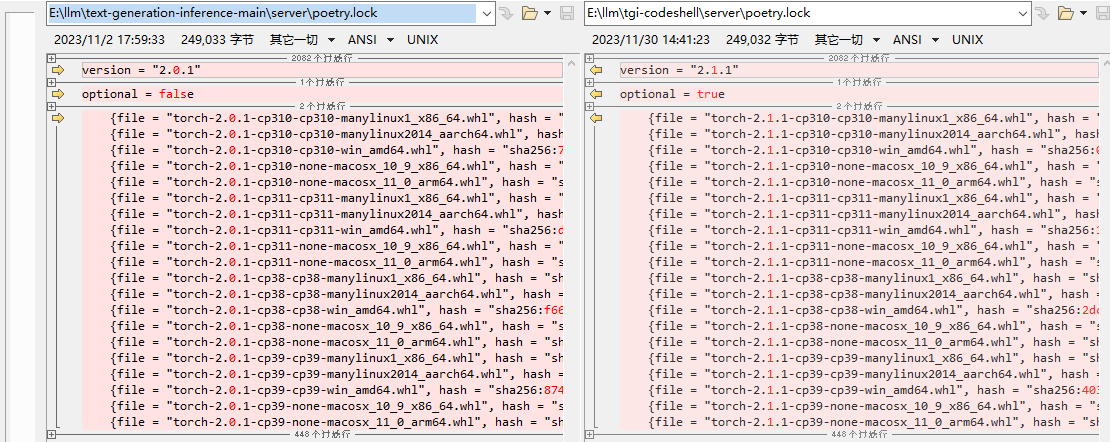 E:\llm\text-generation-inference-main\server\poetry.lock
2023/11/2 17:59:33 249,033 字节 其它一切 ANSI UNIX
2082 个过滤行
version = "2.0.1"
1个过滤行
optional = false
2 个过滤行
{file = "torch-2.0.1-cp310-cp310-manylinux1_x86_64.whl", hash = "
{file = "torch-2.0.1-cp310-cp310-manylinux2014_aarch64.whl", hash
{file = "torch-2.0.1-cp310-cp310-win_amd64.whl", hash = "sha256:7
{file = "torch-2.0.1-cp310-none-macosx_10_9_x86_64.whl", hash = "s
{file = "torch-2.0.1-cp310-none-macosx_11_0_arm64.whl", hash = "s
{file = "torch-2.0.1-cp311-cp311-manylinux1_x86_64.whl", hash = "
{file = "torch-2.0.1-cp311-cp311-manylinux2014_aarch64.whl", hash
{file = "torch-2.0.1-cp311-cp311-win_amd64.whl", hash = "sha256:d
{file = "torch-2.0.1-cp311-none-macosx_10_9_x86_64.whl", hash = "
{file = "torch-2.0.1-cp311-none-macosx_11_0_arm64.whl", hash = "s
{file = "torch-2.0.1-cp38-cp38-manylinux1_x86_64.whl", hash = "sh
{file = "torch-2.0.1-cp38-cp38-manylinux2014_aarch64.whl", hash =
{file = "torch-2.0.1-cp38-cp38-win_amd64.whl", hash = "sha256:f66
{file = "torch-2.0.1-cp38-none-macosx_10_9_x86_64.whl", hash = "s
{file = "torch-2.0.1-cp38-none-macosx_11_0_arm64.whl", hash = "sh
{file = "torch-2.0.1-cp39-cp39-manylinux1_x86_64.whl", hash = "sh
{file = "torch-2.0.1-cp39-cp39-manylinux2014_aarch64.whl", hash =
{file = "torch-2.0.1-cp39-cp39-win_amd64.whl", hash = "sha256:874
{file = "torch-2.0.1-cp39-none-macosx_10_9_x86_64.whl", hash = "s
{file = "torch-2.0.1-cp39-none-macosx_11_0_arm64.whl", hash = "sh
448 个过滤行
E:\llm\tgi-codeshell\server\poetry.lock
2023/11/30 14:41:23 249,032 字节 其它一切 ANSI UNIX
2082 个过滤行
version = "2.1.1"
1个过滤行
optional = true
2 个过滤行
{file = "torch-2.1.1-cp310-cp310-manylinux1_x86_64.whl", hash = "
{file = "torch-2.1.1-cp310-cp310-manylinux2014_aarch64.whl", hash
{file = "torch-2.1.1-cp310-cp310-win_amd64.whl", hash = "sha256:0
{file = "torch-2.1.1-cp310-none-macosx_10_9_x86_64.whl", hash = "
{file = "torch-2.1.1-cp310-none-macosx_11_0_arm64.whl", hash = "s
{file = "torch-2.1.1-cp311-cp311-manylinux1_x86_64.whl", hash = "
{file = "torch-2.1.1-cp311-cp311-manylinux2014_aarch64.whl", hash
{file = "torch-2.1.1-cp311-cp311-win_amd64.whl", hash = "sha256:1
{file = "torch-2.1.1-cp311-none-macosx_10_9_x86_64.whl", hash = "
{file = "torch-2.1.1-cp311-none-macosx_11_0_arm64.whl", hash = "s
{file = "torch-2.1.1-cp38-cp38-manylinux1_x86_64.whl", hash = "sh
{file = "torch-2.1.1-cp38-cp38-manylinux2014_aarch64.whl", hash =
{file = "torch-2.1.1-cp38-cp38-win_amd64.whl", hash = "sha256:2dc
{file = "torch-2.1.1-cp38-none-macosx_10_9_x86_64.whl", hash = "s
{file = "torch-2.1.1-cp38-none-macosx_11_0_arm64.whl", hash = "sh
{file = "torch-2.1.1-cp39-cp39-manylinux1_x86_64.whl", hash = "sh
{file = "torch-2.1.1-cp39-cp39-manylinux2014_aarch64.whl", hash =
{file = "torch-2.1.1-cp39-cp39-win_amd64.whl", hash = "sha256:403
{file = "torch-2.1.1-cp39-none-macosx_10_9_x86_64.whl", hash = "s
{file = "torch-2.1.1-cp39-none-macosx_11_0_arm64.whl", hash = "sh
448 个过滤行